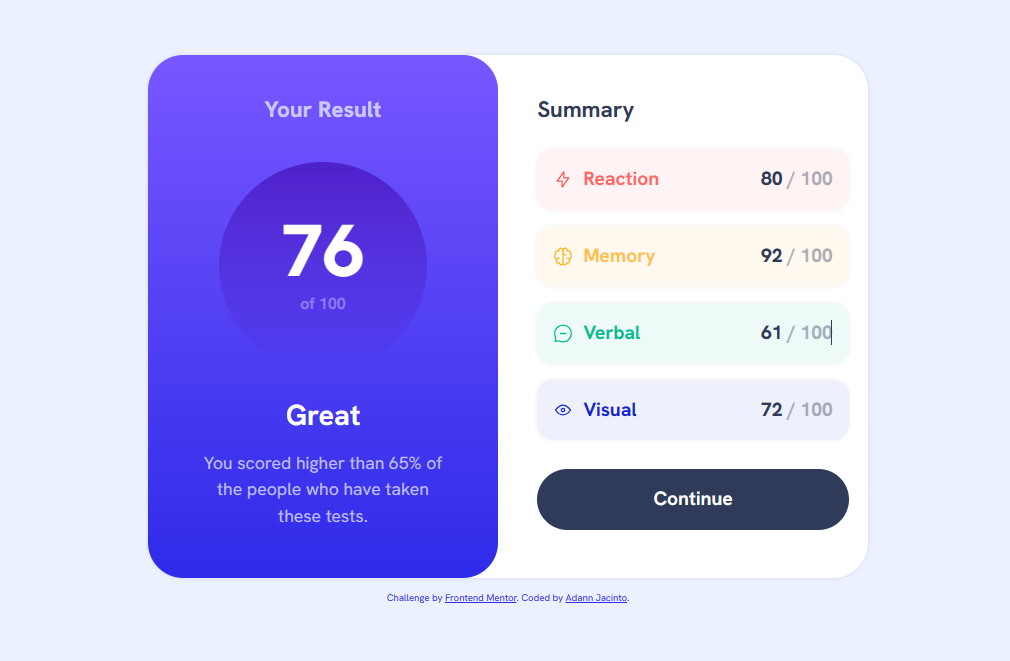 Your Result
76
of 100
Great
You scored higher than 65% of
the people who have taken
these tests.
Summary
Reaction 80 / 100
Memory 92 / 100
Verbal 61 / 100
Visual 72 / 100
Continue
Challenge by Frontend Mentor. Coded by Adann Jacinto.